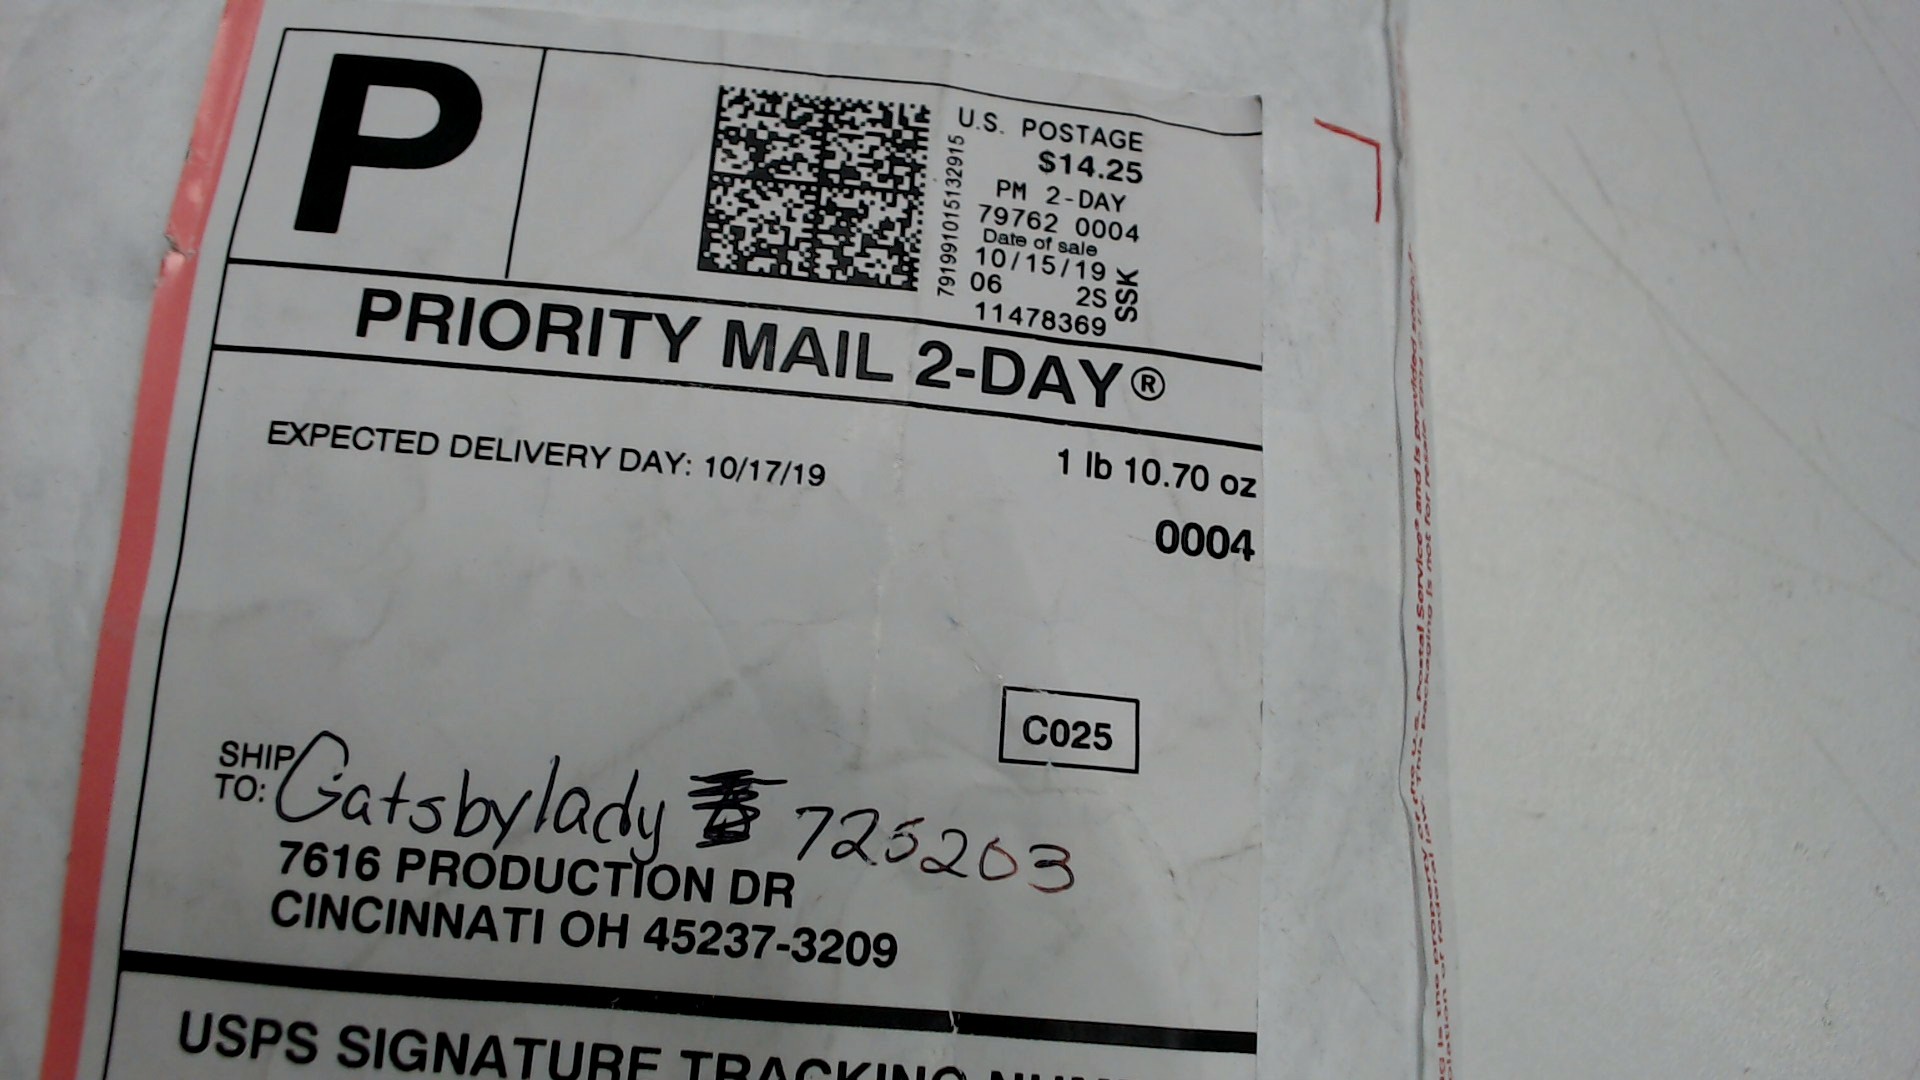 P
U.S. POSTAGE
$14.25
PM 2-DAY
79762 0004
Date of sale
10/15/19
06 2S
11478369
SSK
7919910151329​15
PRIORITY MAIL 2-DAY®
EXPECTED DELIVERY DAY: 10/17/19
1 lb 10.70 oz
0004
C025
SHIP
TO:
Gatsbylady 725203
7616 PRODUCTION DR
CINCINNATI OH 45237-3209
USPS SIGNATURE TRACKING